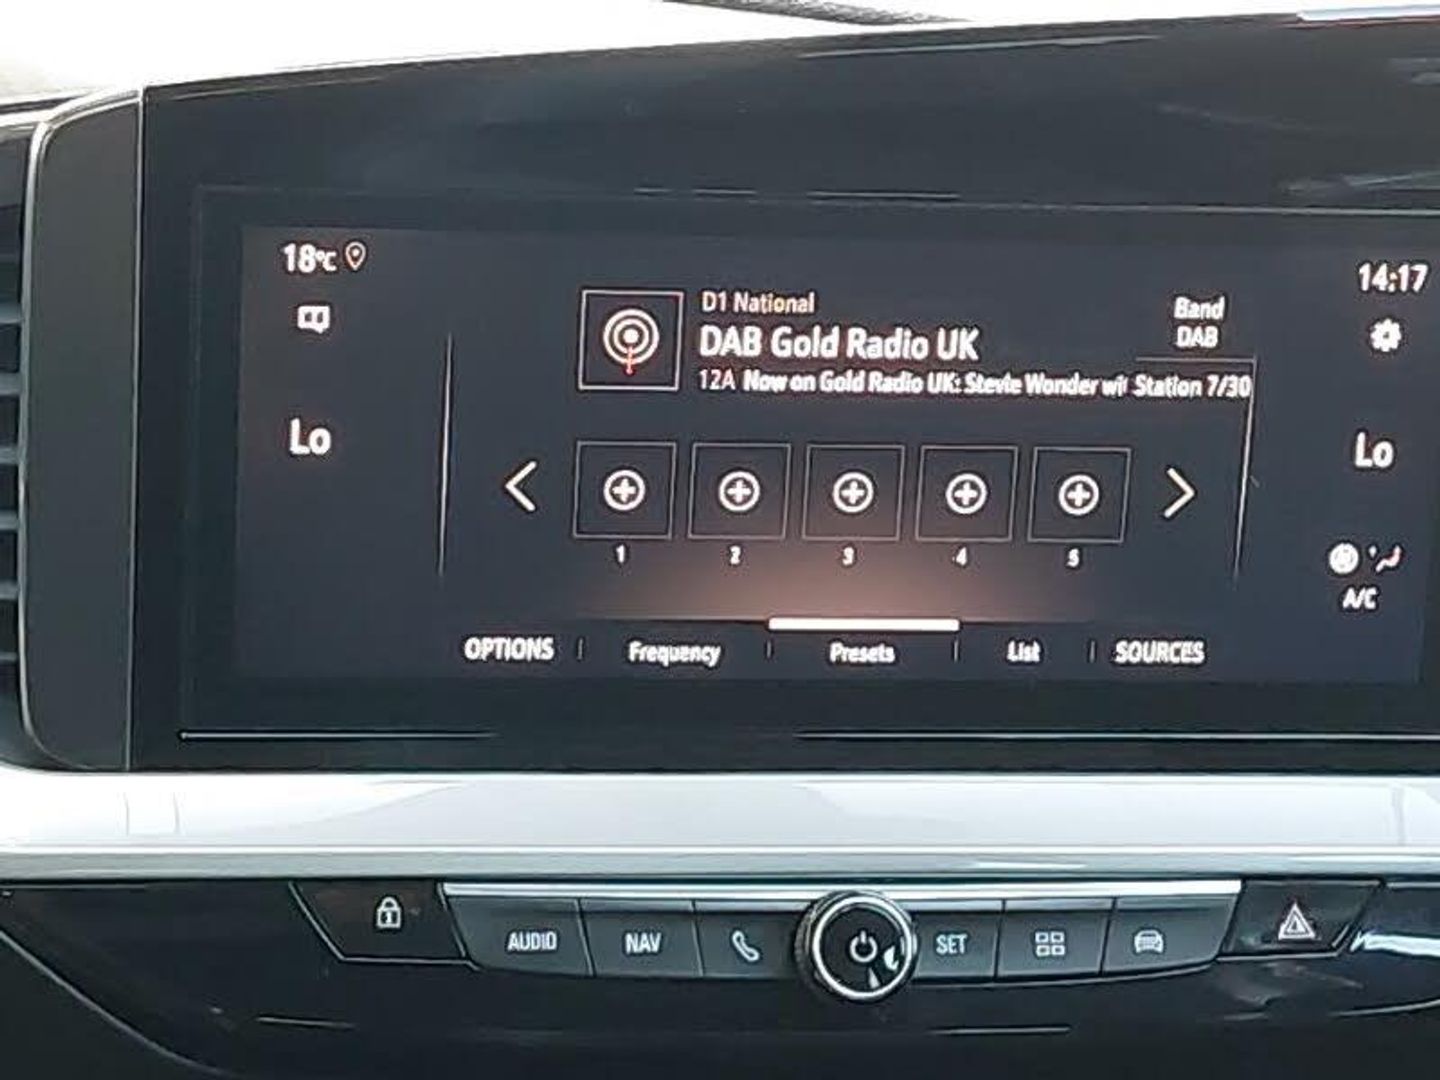 18°C
14:17
D1 National
DAB Gold Radio UK
12A Now on Gold Radio UK: Stevie Wonder wi
Station 7/30
Band
DAB
Lo
Lo
1 2 3 4 5
A/C
OPTIONS
Frequency
Presets
List
SOURCES
AUDIO
NAV
SET